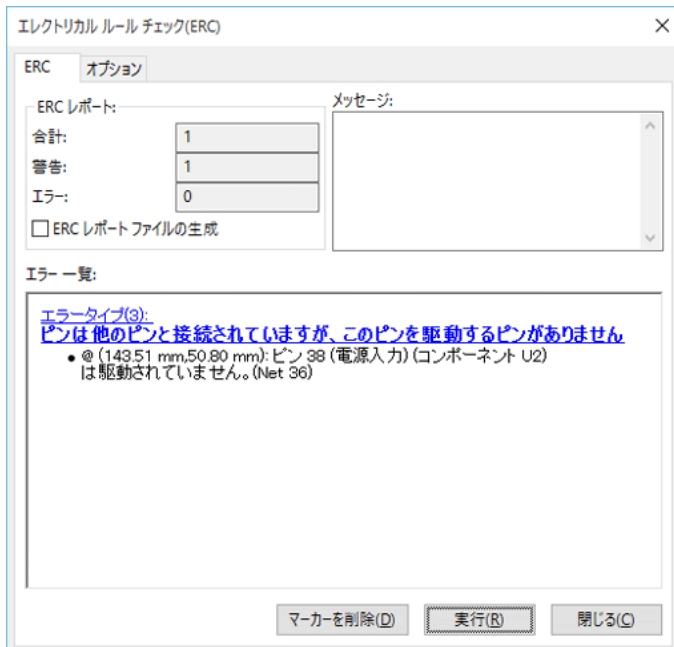 エレクトリカル ルール チェック(ERC)
ERC
オプション
ERC レポート:
メッセージ:
合計:
1
警告:
1
エラー:
0
ERC レポート ファイルの生成
エラー 一覧:
エラータイプ(3):
ピンは他のピンと接続されていますが、このピンを駆動するピンがありません
@ (143.51 mm,50.80 mm): ピン 38 (電源入力) (コンポーネント U2)
は駆動されていません。(Net 36)
マーカーを削除(D)
実行(R)
閉じる(C)